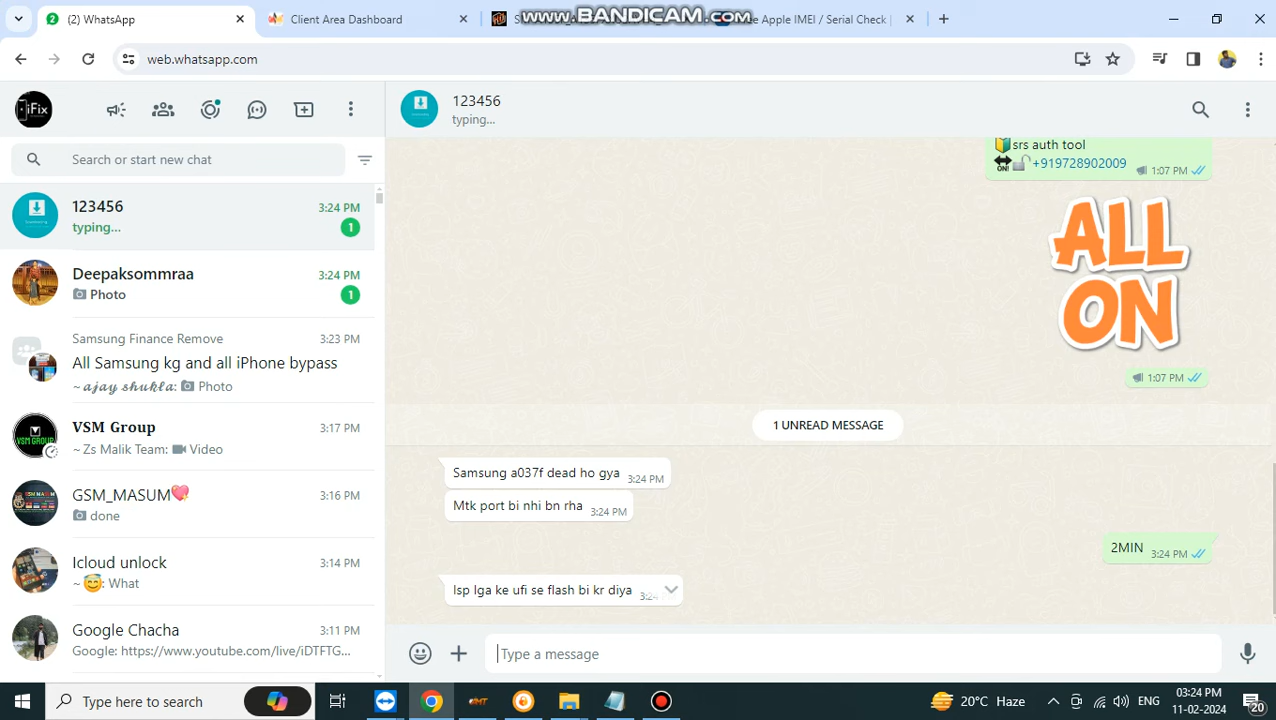 (2) WhatsApp
Client Area Dashboard
www.BANDICAM.com
Apple IMEI / Serial Check
web.whatsapp.com
iFix
123456
typing...
Search or start new chat
123456
3:24 PM
typing...
1
Deepaksommraa
3:24 PM
Photo
1
Samsung Finance Remove
3:23 PM
All Samsung kg and all iPhone bypass
~ 𝓪𝓳𝓪𝔂 𝓼𝓱𝓾𝓴𝓵𝓪: Photo
VSM Group
3:17 PM
~ Zs Malik Team: Video
GSM_MASUM💖
3:16 PM
done
Icloud unlock
3:14 PM
~ 😇: What
Google Chacha
3:11 PM
Google: https://www.youtube.com/live/iDTFTG...
srs auth tool
ON! +919728902009
1:07 PM
ALL
ON
1:07 PM
1 UNREAD MESSAGE
Samsung a037f dead ho gya 3:24 PM
Mtk port bi nhi bn rha 3:24 PM
2MIN 3:24 PM
Isp lga ke ufi se flash bi kr diya 3:24
Type a message
Type here to search
20°C Haze
ENG
03:24 PM
11-02-2024
20